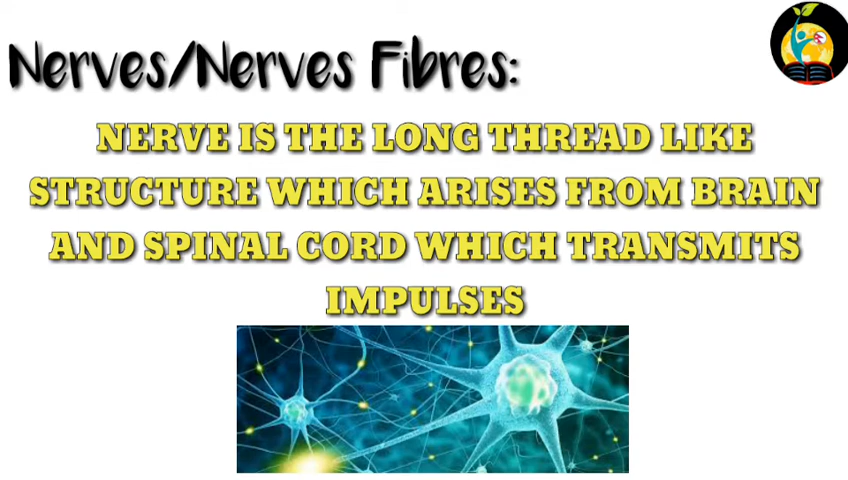 Nerves/Nerves Fibres:
NERVE IS THE LONG THREAD LIKE
STRUCTURE WHICH ARISES FROM BRAIN
AND SPINAL CORD WHICH TRANSMITS
IMPULSES